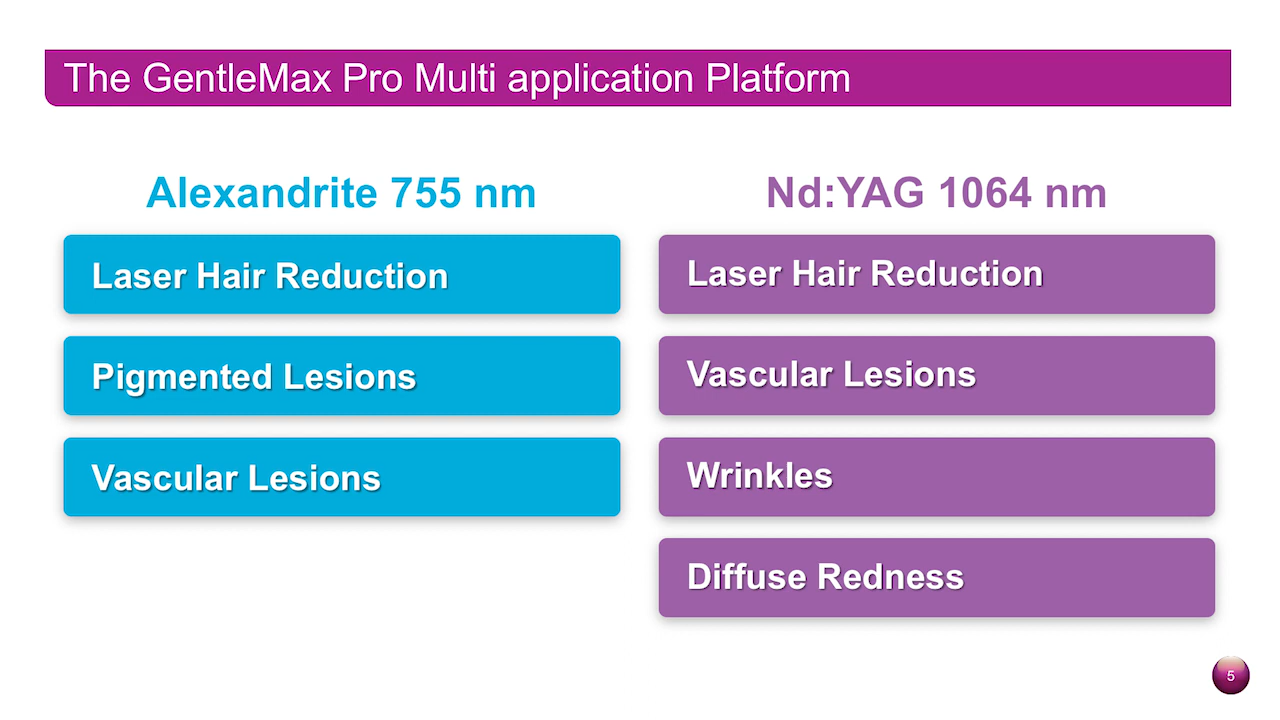 The GentleMax Pro Multi application Platform
Alexandrite 755 nm
Laser Hair Reduction
Pigmented Lesions
Vascular Lesions
Nd:YAG 1064 nm
Laser Hair Reduction
Vascular Lesions
Wrinkles
Diffuse Redness
5